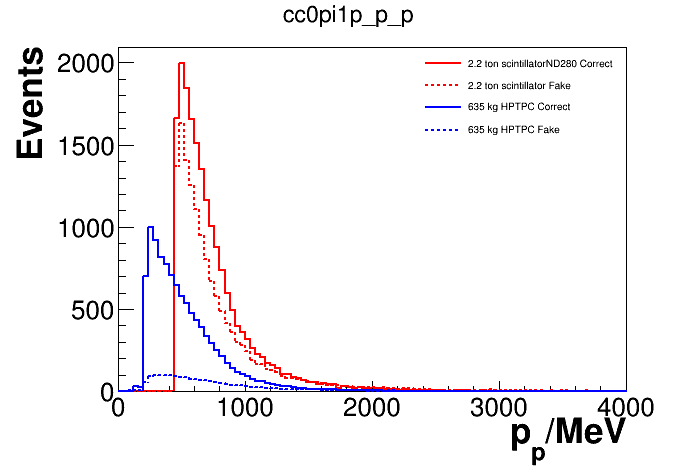 cc0pi1p_p_p
Events
2000
1500
1000
500
0
2.2 ton scintillatorND280 Correct
2.2 ton scintillator Fake
635 kg HPTPC Correct
635 kg HPTPC Fake
0 1000 2000 3000 4000
p_p/MeV